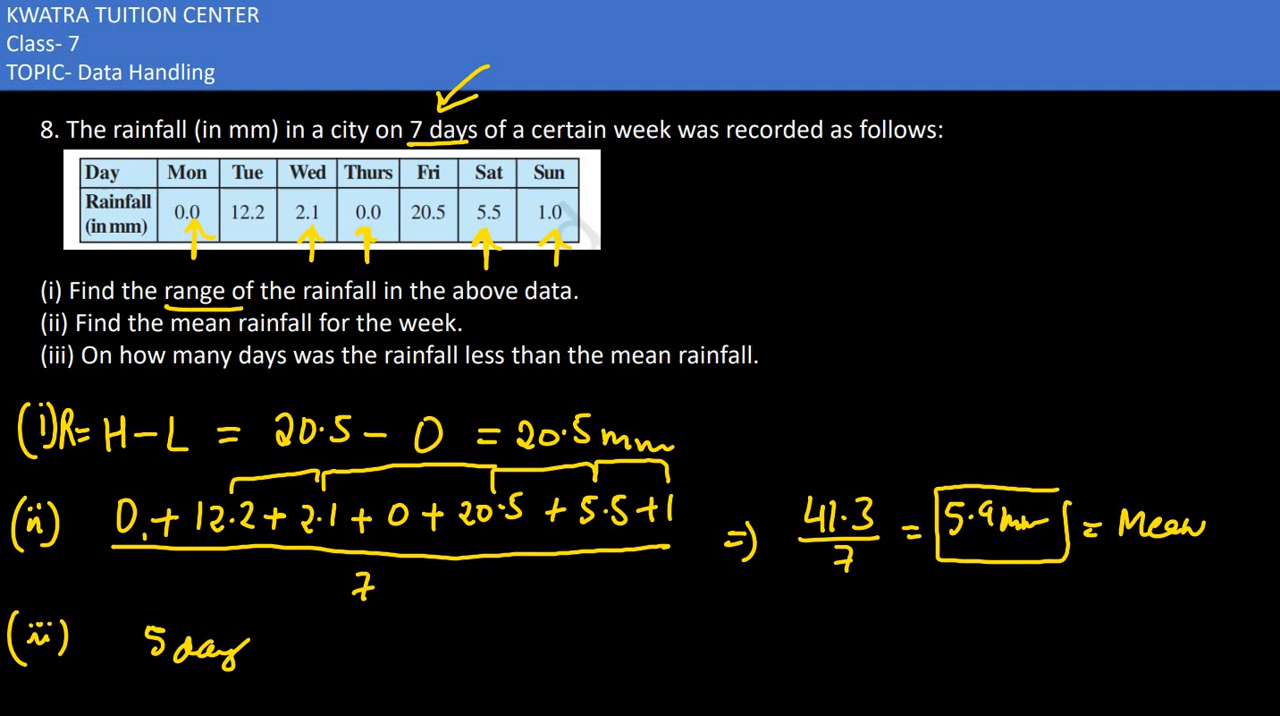 KWATRA TUITION CENTER
Class- 7
TOPIC- Data Handling
8. The rainfall (in mm) in a city on 7 days of a certain week was recorded as follows:
Day Mon Tue Wed Thurs Fri Sat Sun
Rainfall (in mm) 0.0 12.2 2.1 0.0 20.5 5.5 1.0
(i) Find the range of the rainfall in the above data.
(ii) Find the mean rainfall for the week.
(iii) On how many days was the rainfall less than the mean rainfall.
(i) R= H-L = 20.5 - 0 = 20.5 mm
(ii) 0 + 12.2 + 2.1 + 0 + 20.5 + 5.5 + 1 / 7 => 41.3 / 7 = 5.9 mm = Mean
(iii) 5 day